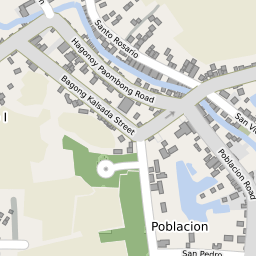 Santo Rosario
Hagonoy Paombong Road
Bagong Kalsada Street
San Vi
Poblacion Road
Poblacion
San Pedro